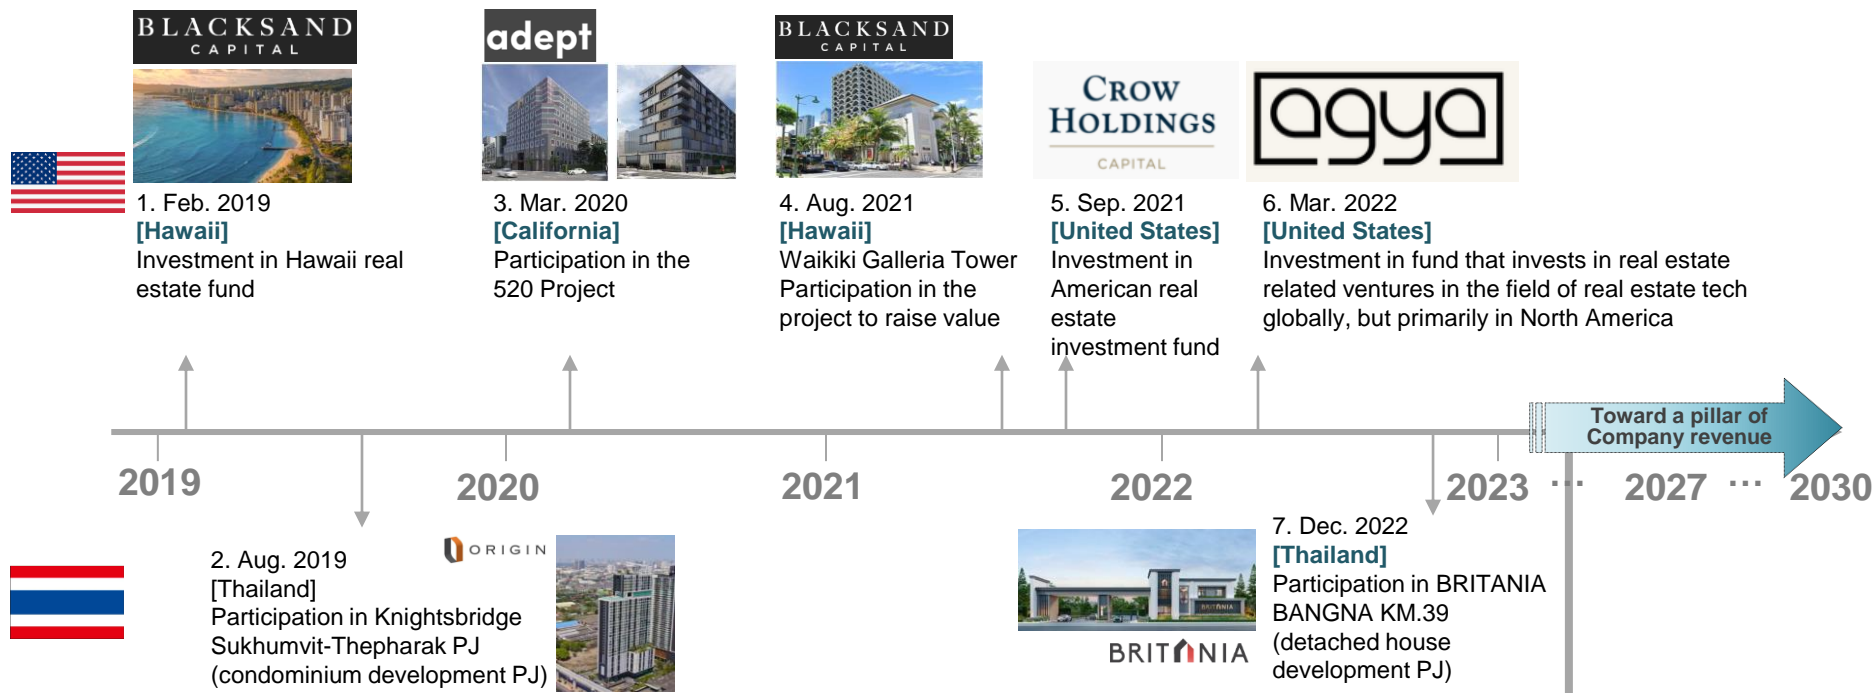 BLACKSAND
CAPITAL
adept
BLACKSAND
CAPITAL
CROW
HOLDINGS
CAPITAL
agya
1. Feb. 2019
[Hawaii]
Investment in Hawaii real
estate fund
3. Mar. 2020
[California]
Participation in the
520 Project
4. Aug. 2021
[Hawaii]
Waikiki Galleria Tower
Participation in the
project to raise value
5. Sep. 2021
[United States]
Investment in
American real
estate
investment fund
6. Mar. 2022
[United States]
Investment in fund that invests in real estate
related ventures in the field of real estate tech
globally, but primarily in North America
Toward a pillar of
Company revenue
2019
2020
2021
2022
2023 ... 2027 ... 2030
2. Aug. 2019
[Thailand]
Participation in Knightsbridge
Sukhumvit-Thepharak PJ
(condominium development PJ)
ORIGIN
BRITANIA
BRITANIA
7. Dec. 2022
[Thailand]
Participation in BRITANIA
BANGNA KM.39
(detached house
development PJ)